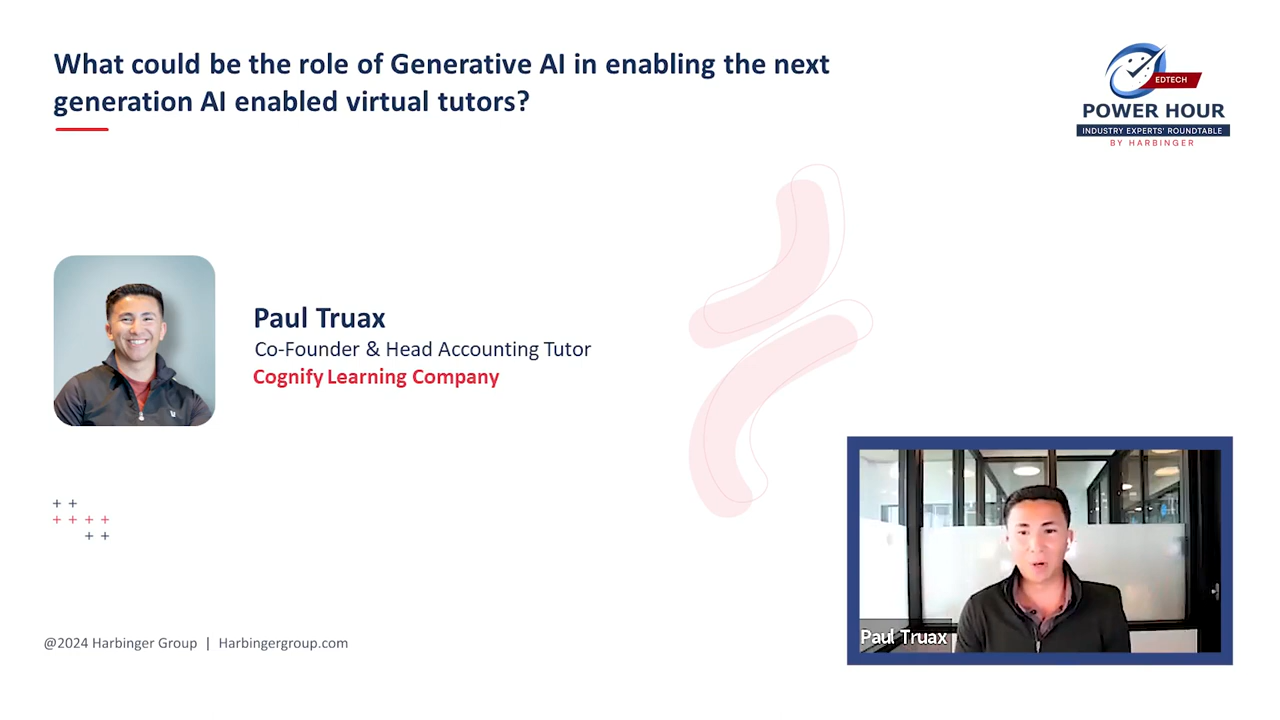 What could be the role of Generative AI in enabling the next
generation AI enabled virtual tutors?
EDTECH
POWER HOUR
INDUSTRY EXPERTS' ROUNDTABLE
BY HARBINGER
Paul Truax
Co-Founder & Head Accounting Tutor
Cognify Learning Company
Paul Truax
@2024 Harbinger Group | Harbingergroup.com